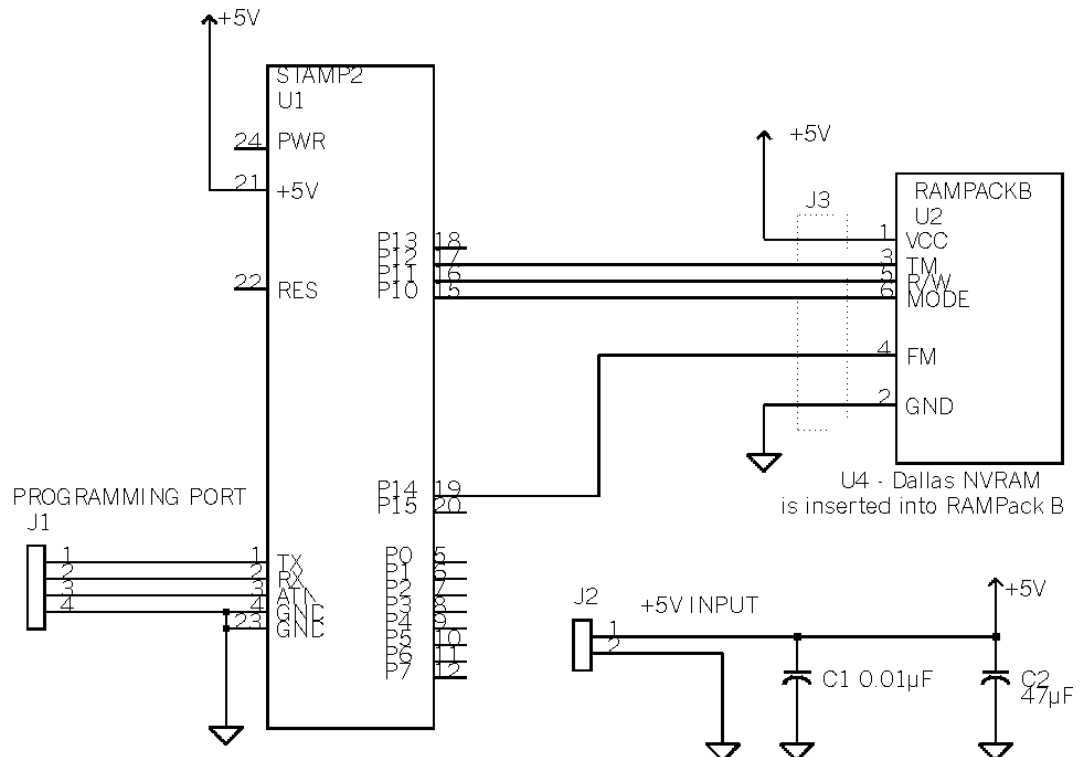 +5V
STAMP2
U1
24 PWR
21 +5V
22 RES
P13 18
P12 17
P11 16
P10 15
P14 19
P15 20
+5V
J3
RAMPACKB
U2
1 VCC
3 TM
5 R/W
6 MODE
4 FM
2 GND
U4 - Dallas NVRAM
is inserted into RAMPack B
PROGRAMMING PORT
J1
1 1 TX
2 2 RX
3 3 ATN
4 4 GND
23 GND
P0 5
P1 6
P2 7
P3 8
P4 9
P5 10
P6 11
P7 12
J2
+5V INPUT
1
2
+5V
C1 0.01µF
C2
47µF